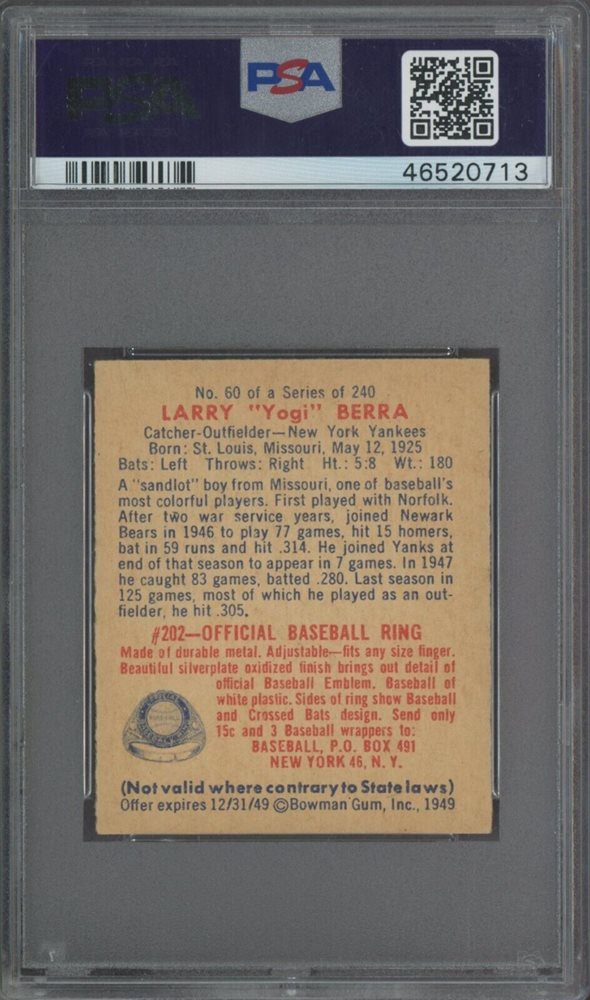 PSA
PSA
46520713
No. 60 of a Series of 240
LARRY "Yogi" BERRA
Catcher-Outfielder—New York Yankees
Born: St. Louis, Missouri, May 12, 1925
Bats: Left Throws: Right Ht.: 5:8 Wt.: 180
A "sandlot" boy from Missouri, one of baseball's
most colorful players. First played with Norfolk.
After two war service years, joined Newark
Bears in 1946 to play 77 games, hit 15 homers,
bat in 59 runs and hit .314. He joined Yanks at
end of that season to appear in 7 games. In 1947
he caught 83 games, batted .280. Last season in
125 games, most of which he played as an out-
fielder, he hit .305.
#202—OFFICIAL BASEBALL RING
Made of durable metal. Adjustable—fits any size finger.
Beautiful silverplate oxidized finish brings out detail of
official Baseball Emblem. Baseball of
white plastic. Sides of ring show Baseball
and Crossed Bats design. Send only
15c and 3 Baseball wrappers to:
BASEBALL, P.O. BOX 491
NEW YORK 46, N. Y.
(Not valid where contrary to State laws)
Offer expires 12/31/49 ©Bowman Gum, Inc., 1949